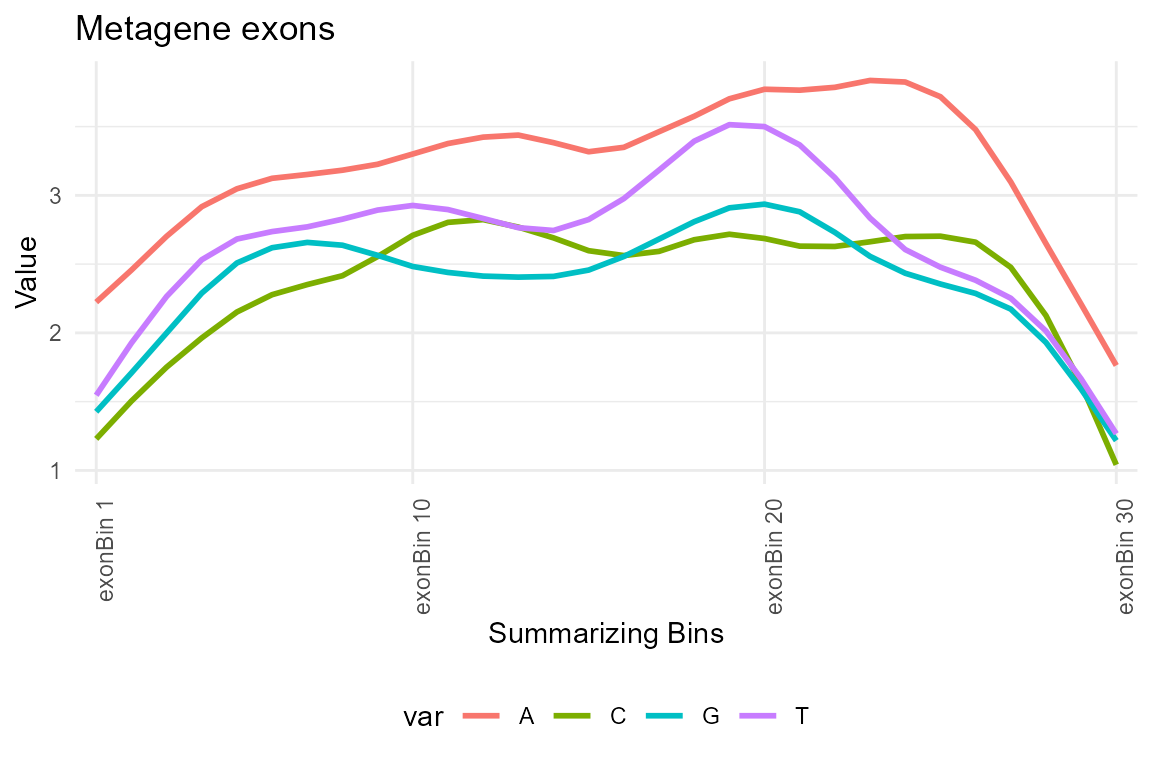 Metagene exons
Value
3
2
1
exonBin 1
exonBin 10
exonBin 20
exonBin 30
Summarizing Bins
var A C G T